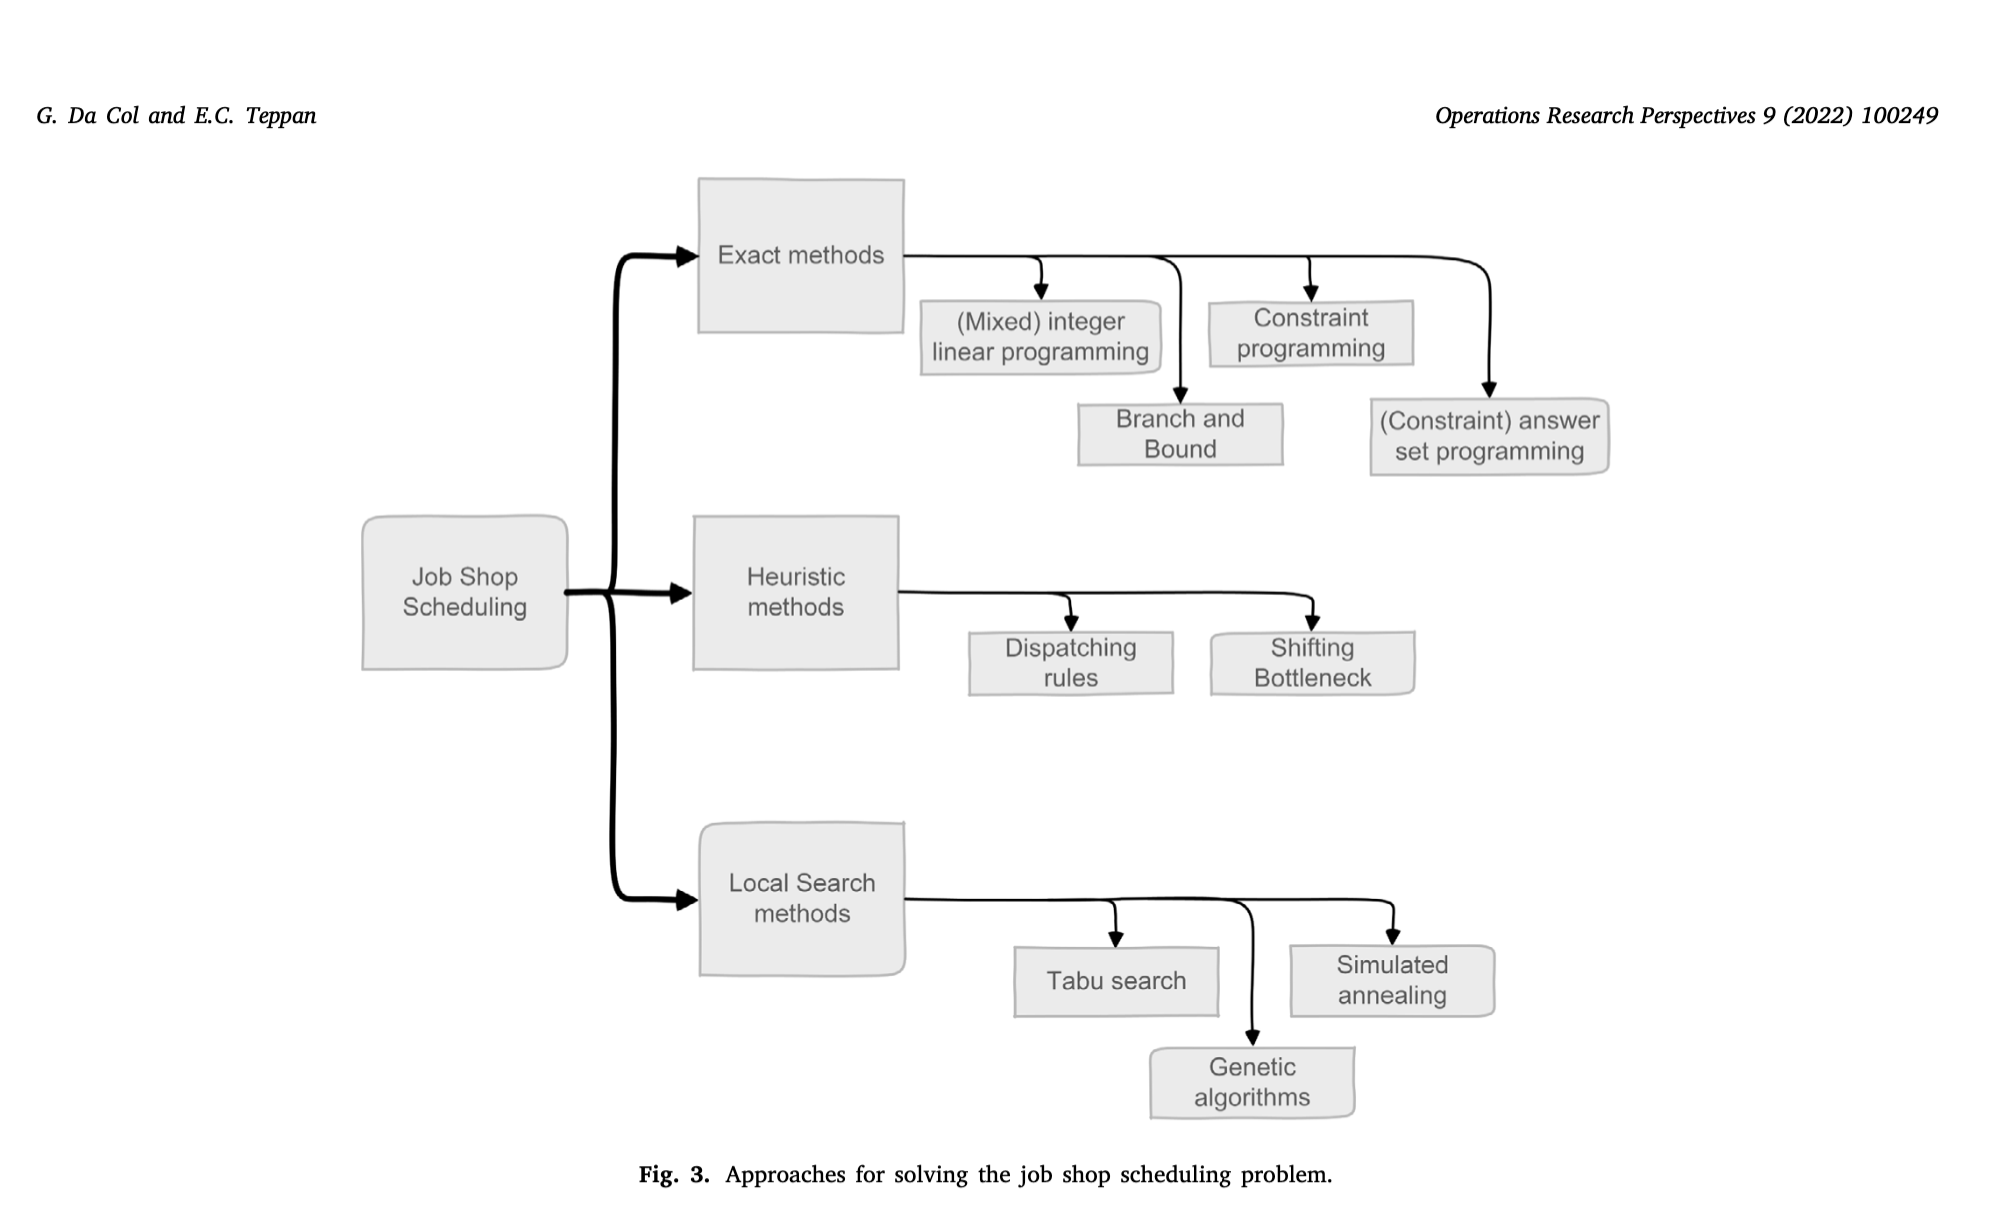 G. Da Col and E.C. Teppan
Operations Research Perspectives 9 (2022) 100249
Exact methods
(Mixed) integer
linear programming
Constraint
programming
Branch and
Bound
(Constraint) answer
set programming
Job Shop
Scheduling
Heuristic
methods
Dispatching
rules
Shifting
Bottleneck
Local Search
methods
Tabu search
Simulated
annealing
Genetic
algorithms
Fig. 3. Approaches for solving the job shop scheduling problem.